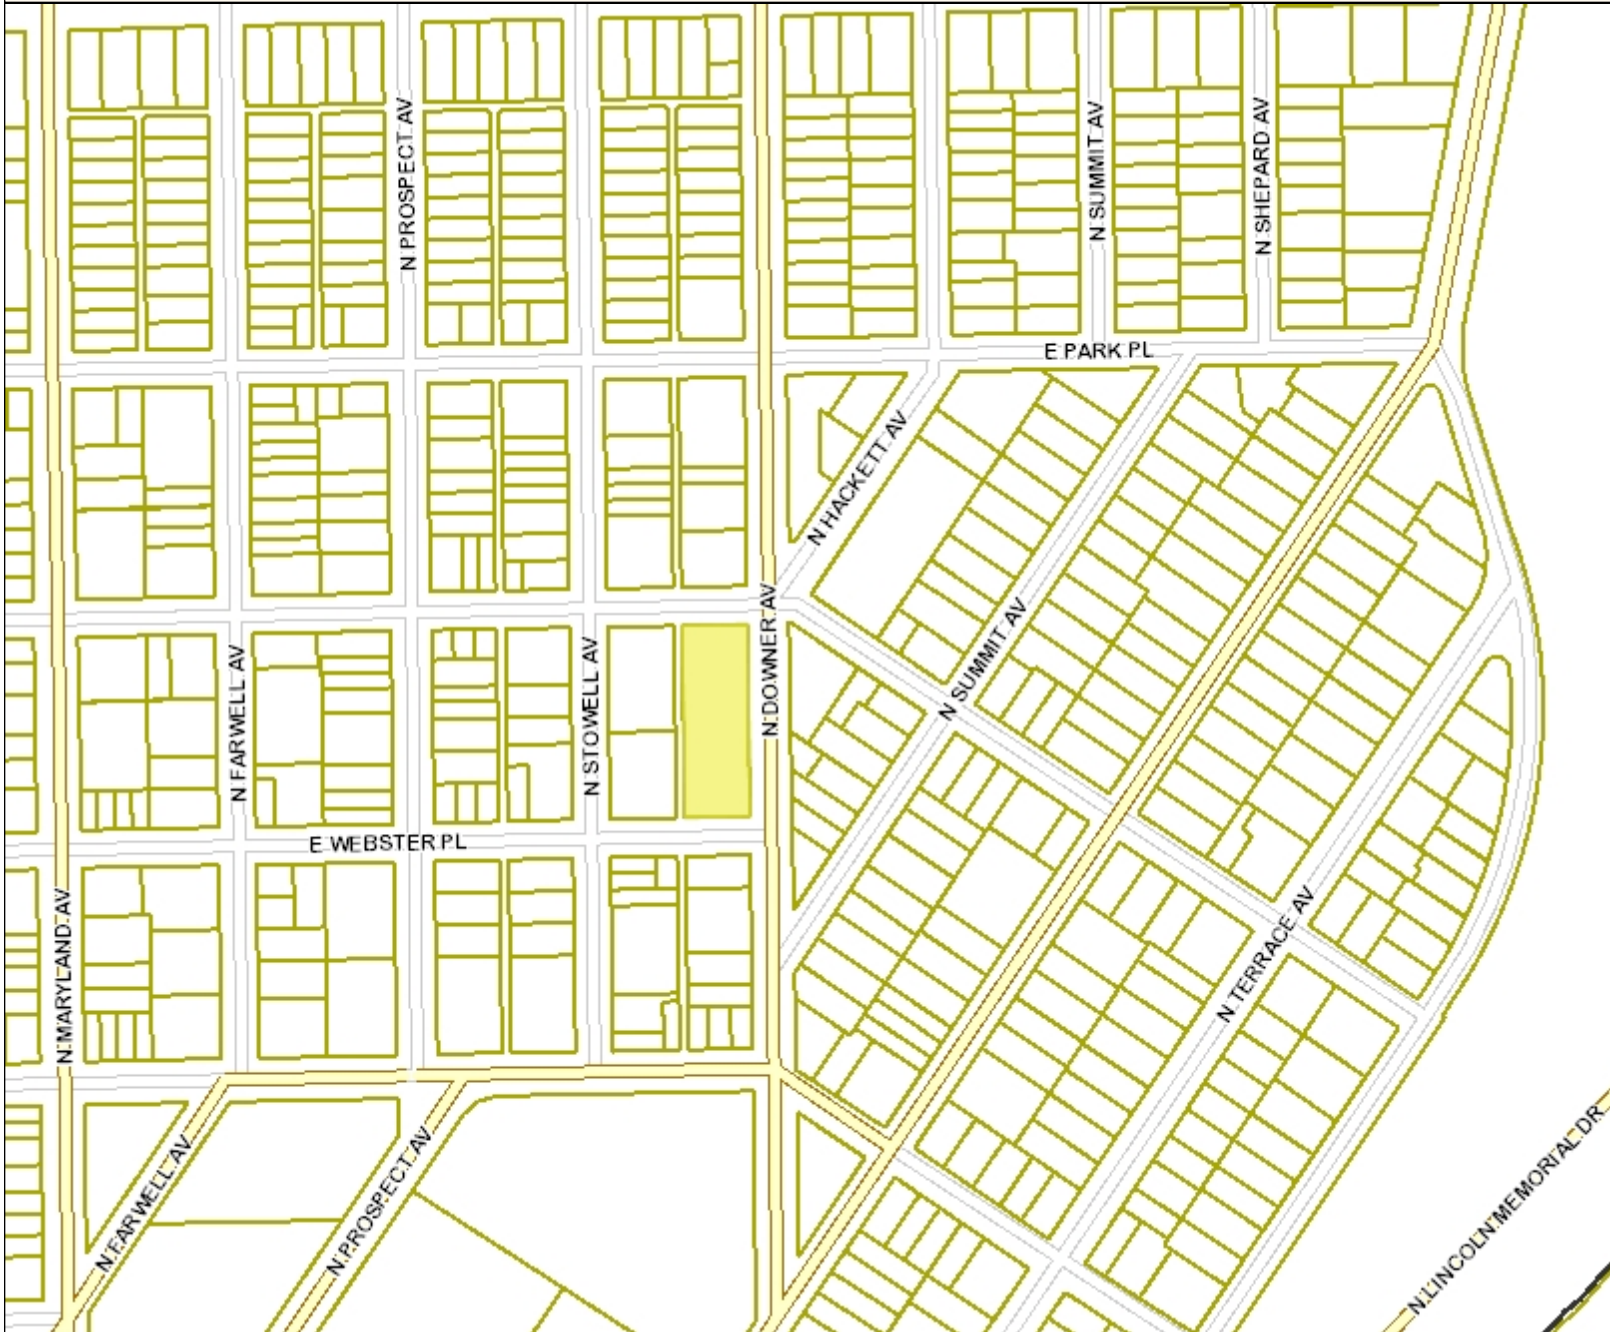 N PROSPECT AV
N SUMMIT AV
N SHEPARD AV
E PARK PL
N HACKETT AV
N DOWNER AV
N SUMMIT AV
N FARWELL AV
N STOWELL AV
E WEBSTER PL
N MARYLAND AV
N TERRACE AV
N FARWELL AV
N PROSPECT AV
N LINCOLN MEMORIAL DR